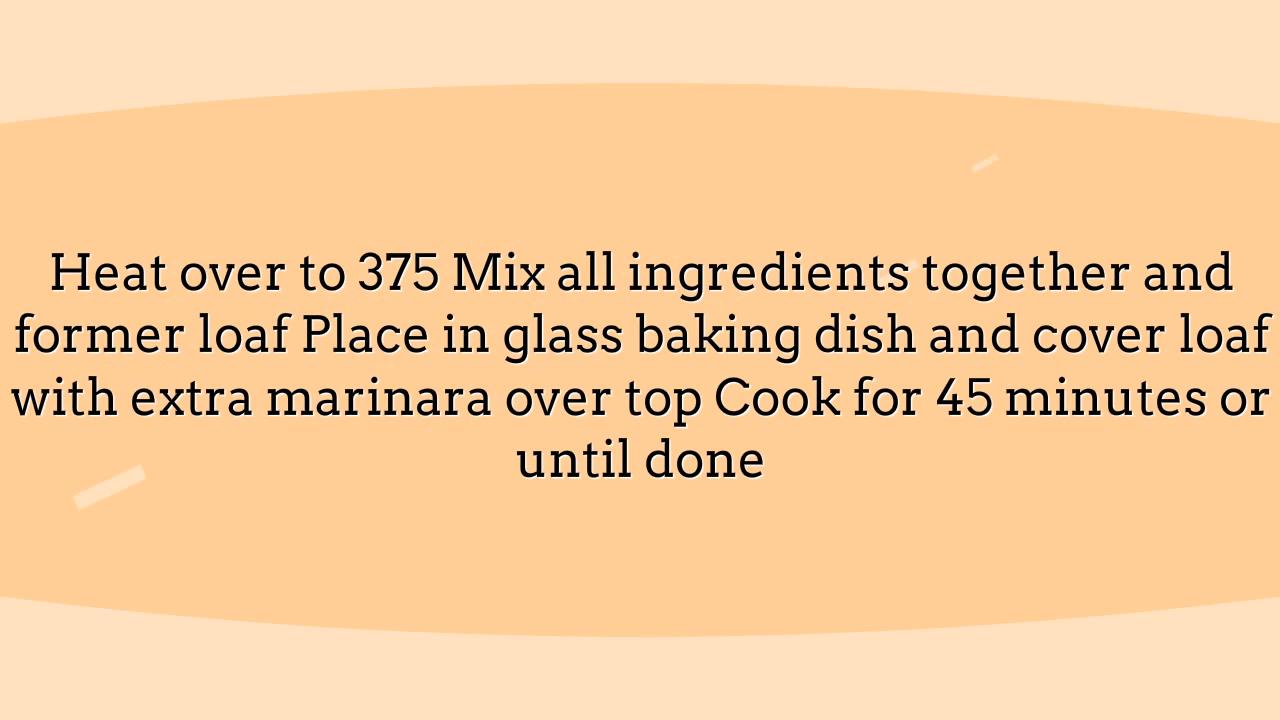 Heat over to 375 Mix all ingredients together and
former loaf Place in glass baking dish and cover loaf
with extra marinara over top Cook for 45 minutes or
until done